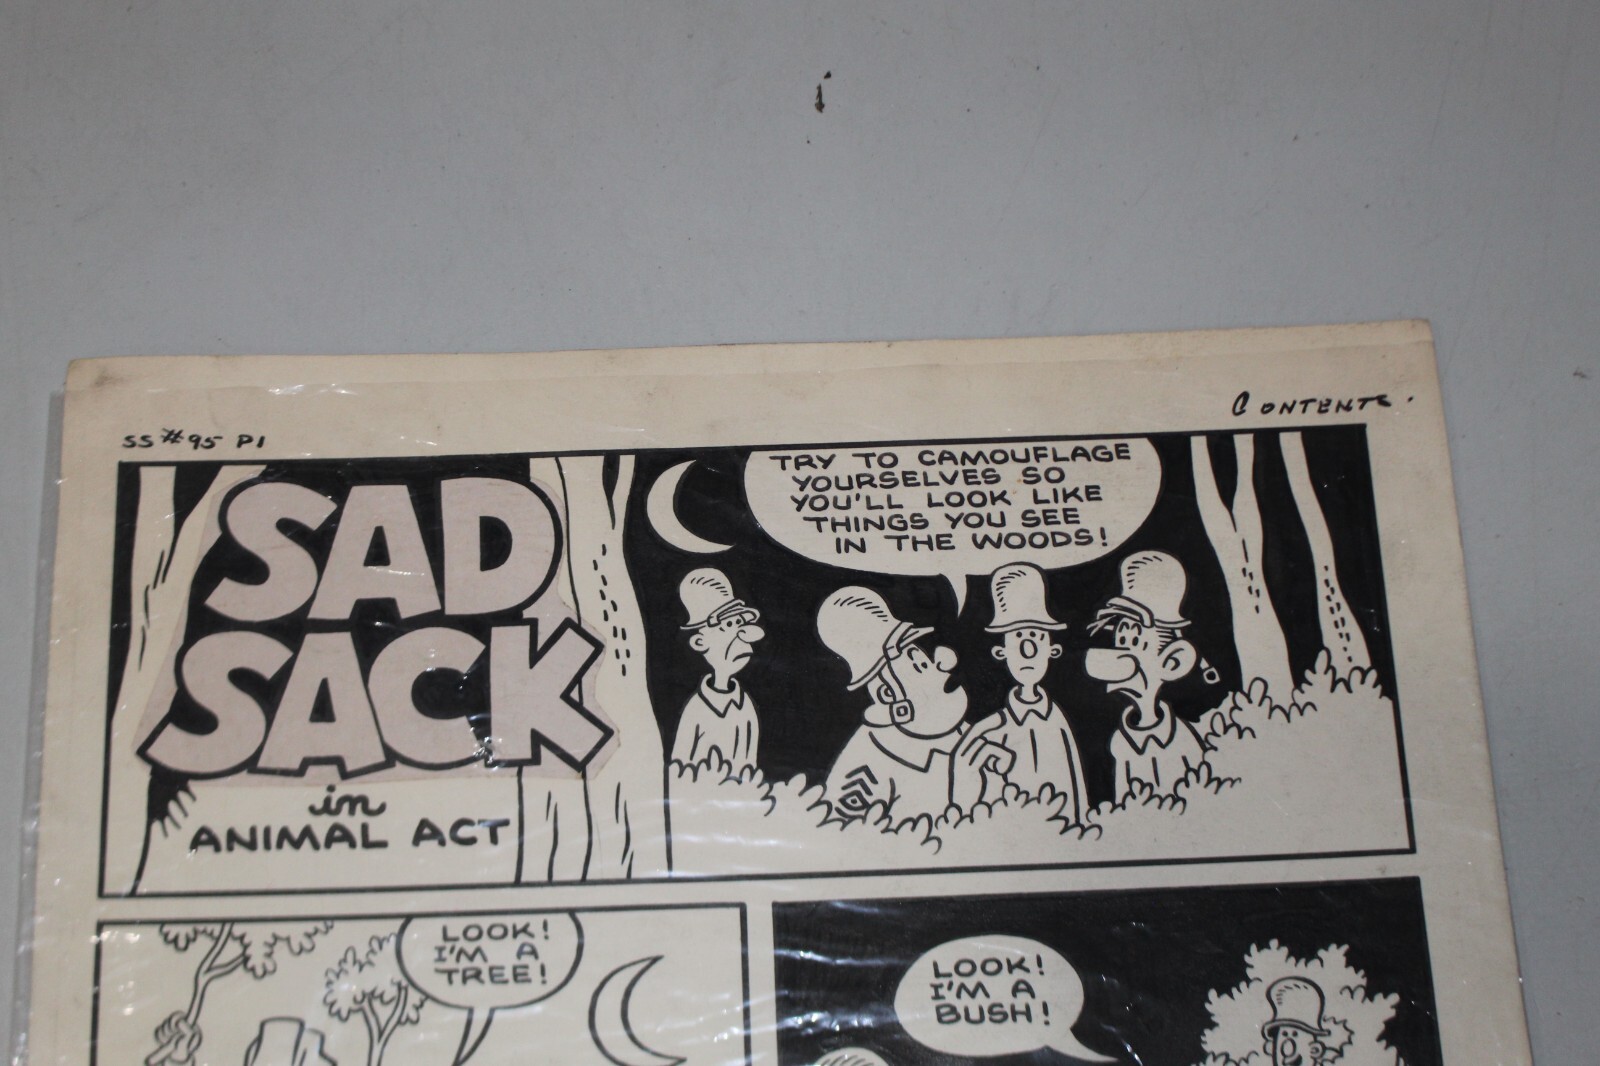 CONTENTS.
SS #95 P1
SAD
SACK
in
ANIMAL ACT
TRY TO CAMOUFLAGE
YOURSELVES SO
YOU'LL LOOK LIKE
THINGS YOU SEE
IN THE WOODS!
LOOK!
I'M A
TREE!
LOOK!
I'M A
BUSH!